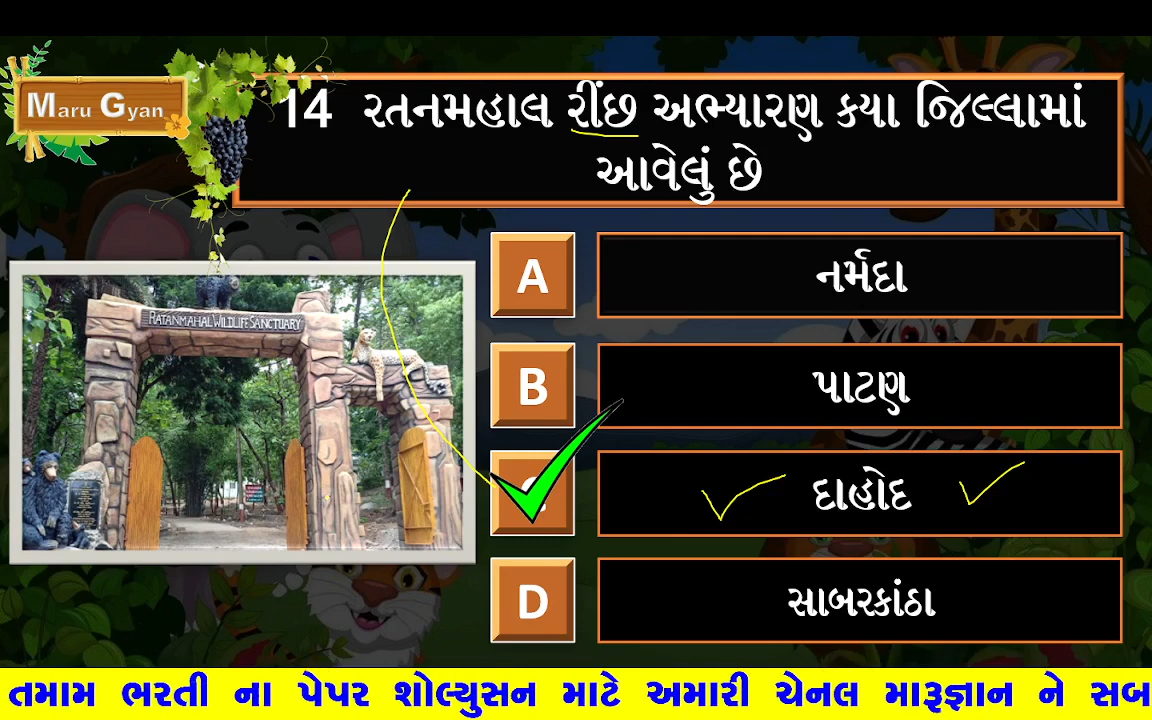 Maru Gyan
14 રતનમહાલ રીંછ અભ્યારણ કયા જિલ્લામાં
આવેલું છે
RATANMAHAL WILDLIFE SANCTUARY
A નર્મદા
B પાટણ
દાહોદ
D સાબરકાંઠા
તમામ ભરતી ના પેપર શોલ્યુસન માટે અમારી ચેનલ મારૂજ્ઞાન ને સબ